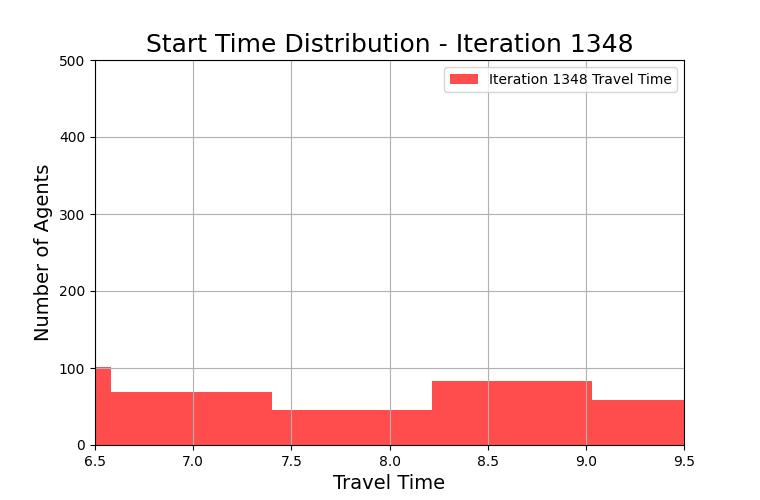 Start Time Distribution - Iteration 1348
Iteration 1348 Travel Time
Number of Agents
500
400
300
200
100
0
6.5 7.0 7.5 8.0 8.5 9.0 9.5
Travel Time